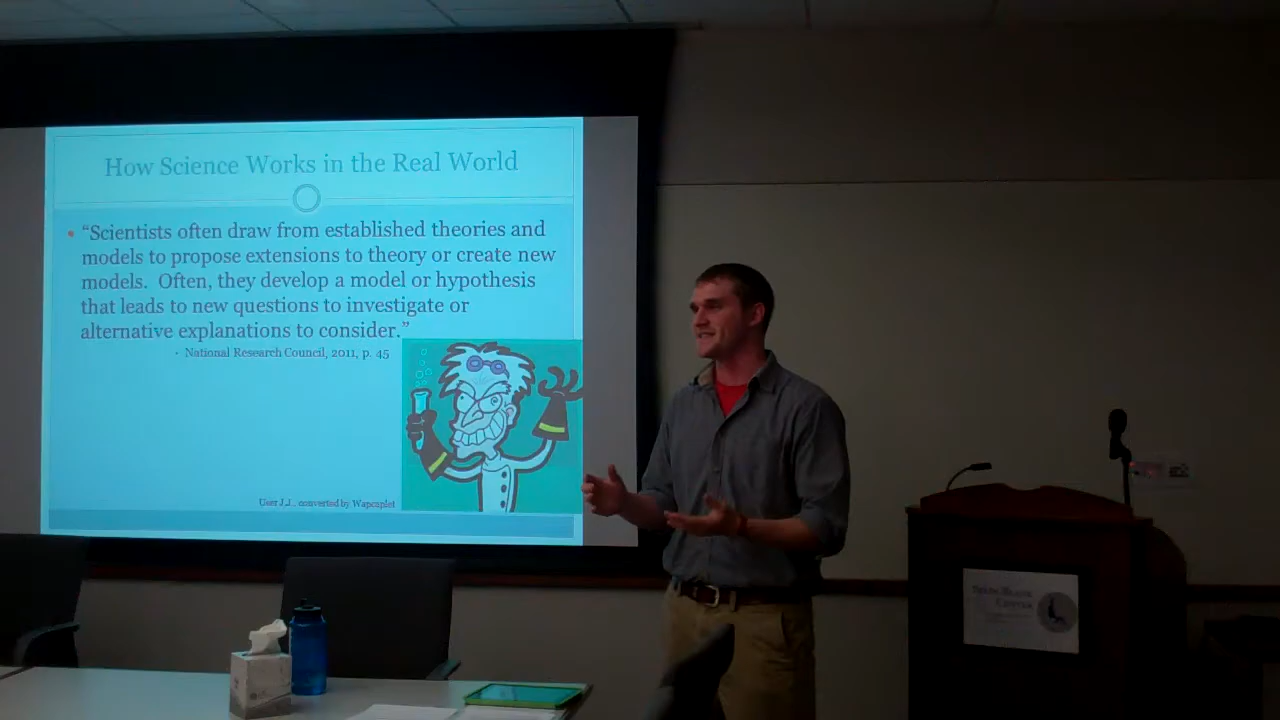 How Science Works in the Real World
• “Scientists often draw from established theories and
models to propose extensions to theory or create new
models. Often, they develop a model or hypothesis
that leads to new questions to investigate or
alternative explanations to consider.”
• National Research Council, 2011, p. 45
User J.J., converted by Wapcaplet
Center